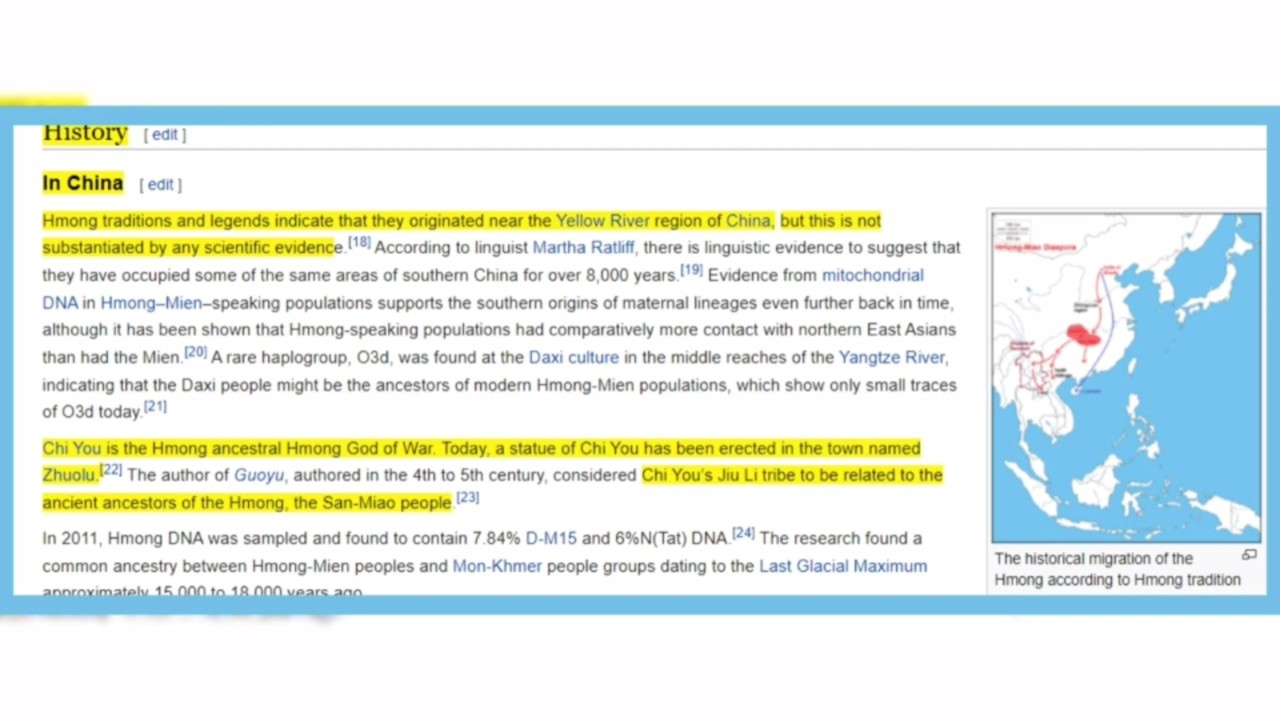 History [ edit ]
In China [ edit ]
Hmong traditions and legends indicate that they originated near the Yellow River region of China, but this is not
substantiated by any scientific evidence.[18] According to linguist Martha Ratliff, there is linguistic evidence to suggest that
they have occupied some of the same areas of southern China for over 8,000 years.[19] Evidence from mitochondrial
DNA in Hmong–Mien–speaking populations supports the southern origins of maternal lineages even further back in time,
although it has been shown that Hmong-speaking populations had comparatively more contact with northern East Asians
than had the Mien.[20] A rare haplogroup, O3d, was found at the Daxi culture in the middle reaches of the Yangtze River,
indicating that the Daxi people might be the ancestors of modern Hmong-Mien populations, which show only small traces
of O3d today.[21]
Chi You is the Hmong ancestral Hmong God of War. Today, a statue of Chi You has been erected in the town named
Zhuolu.[22] The author of Guoyu, authored in the 4th to 5th century, considered Chi You's Jiu Li tribe to be related to the
ancient ancestors of the Hmong, the San-Miao people.[23]
In 2011, Hmong DNA was sampled and found to contain 7.84% D-M15 and 6%N(Tat) DNA.[24] The research found a
common ancestry between Hmong-Mien peoples and Mon-Khmer people groups dating to the Last Glacial Maximum
approximately 15,000 to 18,000 years ago
Hmong-Mien Diaspora
The historical migration of the
Hmong according to Hmong tradition